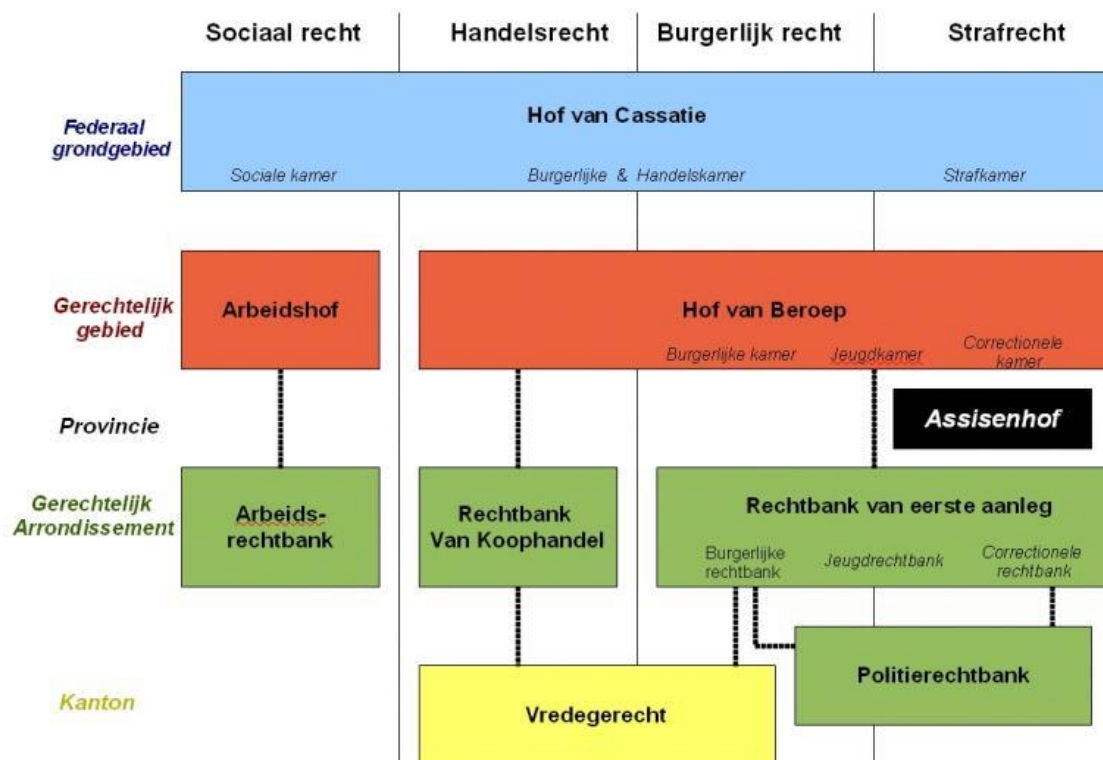 Sociaal recht
Handelsrecht
Burgerlijk recht
Strafrecht
Federaal
grondgebied
Hof van Cassatie
Sociale kamer
Burgerlijke & Handelskamer
Strafkamer
Gerechtelijk
gebied
Arbeidshof
Hof van Beroep
Burgerlijke kamer
Jeugdkamer
Correctionele
kamer
Provincie
Assisenhof
Gerechtelijk
Arrondissement
Arbeids-
rechtbank
Rechtbank
Van Koophandel
Rechtbank van eerste aanleg
Burgerlijke
rechtbank
Jeugdrechtbank
Correctionele
rechtbank
Politierechtbank
Kanton
Vredegerecht